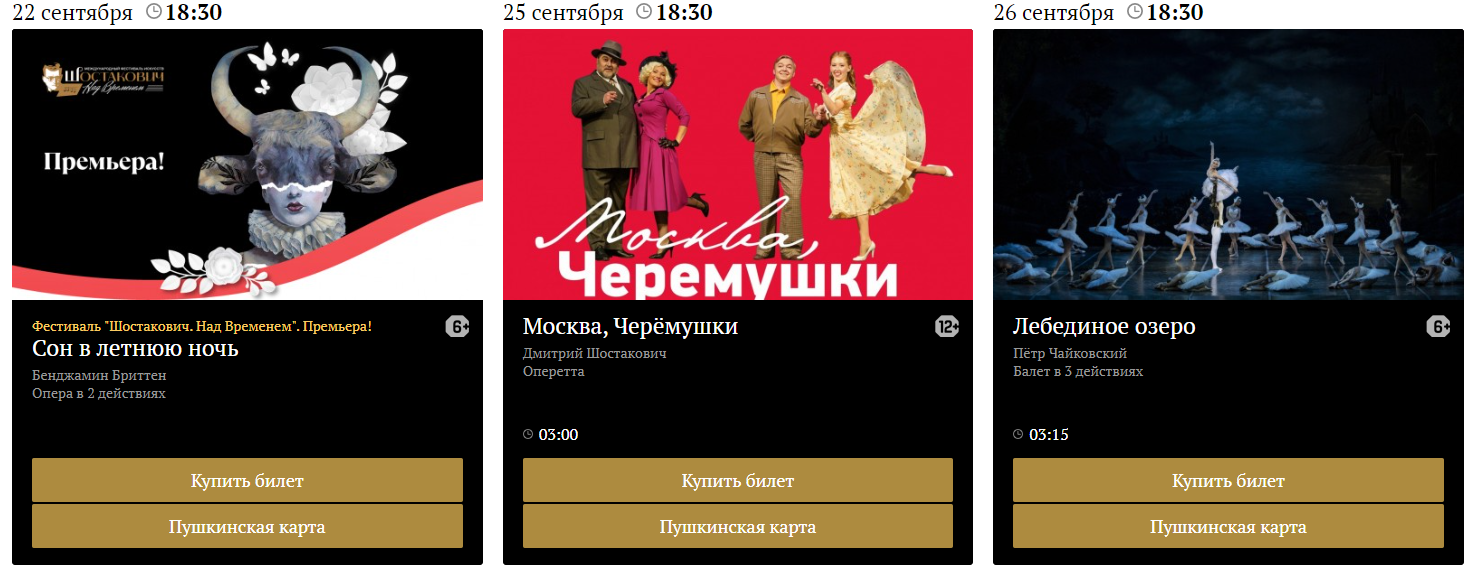 22 сентября 18:30
МЕЖДУНАРОДНЫЙ ФЕСТИВАЛЬ ИСКУССТВ
ШОСТАКОВИЧ
Над Временем
Премьера!
Фестиваль "Шостакович. Над Временем". Премьера!
6+
Сон в летнюю ночь
Бенджамин Бриттен
Опера в 2 действиях
Купить билет
Пушкинская карта
25 сентября 18:30
Москва,
Черемушки
Москва, Черёмушки
12+
Дмитрий Шостакович
Оперетта
03:00
Купить билет
Пушкинская карта
26 сентября 18:30
Лебединое озеро
6+
Пётр Чайковский
Балет в 3 действиях
03:15
Купить билет
Пушкинская карта